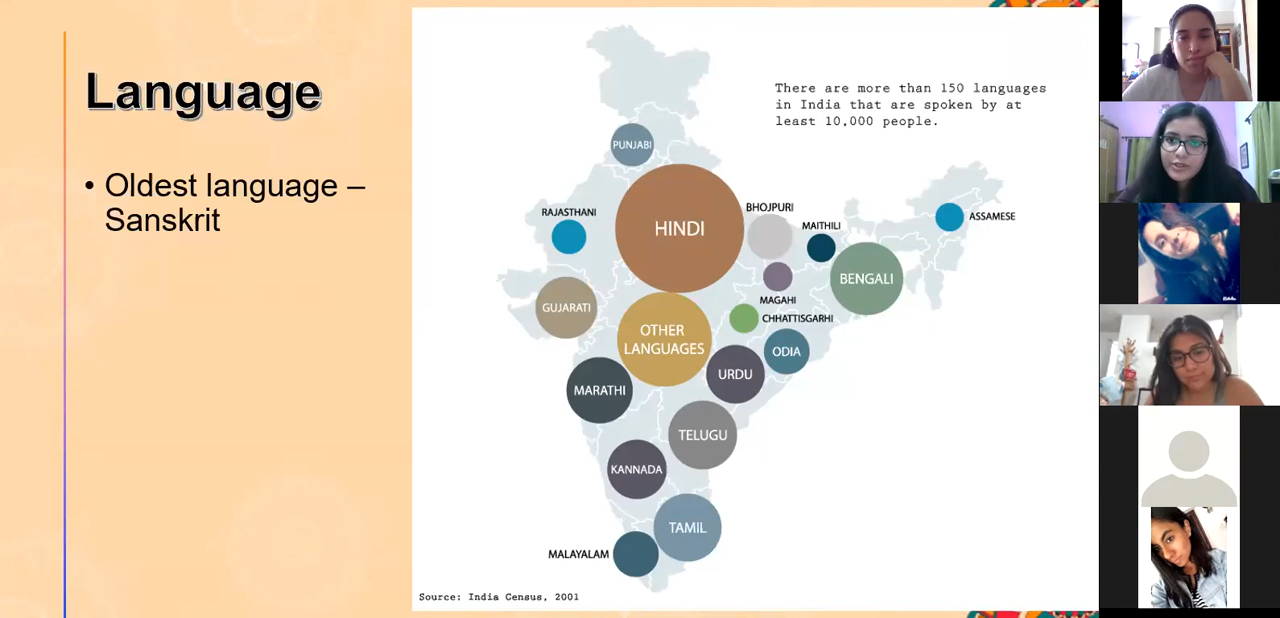 Language
• Oldest language –
Sanskrit
There are more than 150 languages
in India that are spoken by at
least 10,000 people.
PUNJABI
HINDI
RAJASTHANI
BHOJPURI
MAITHILI
ASSAMESE
GUJARATI
BENGALI
MAGAHI
CHHATTISGARHI
OTHER
LANGUAGES
ODIA
URDU
MARATHI
TELUGU
KANNADA
TAMIL
MALAYALAM
Source: India Census, 2001